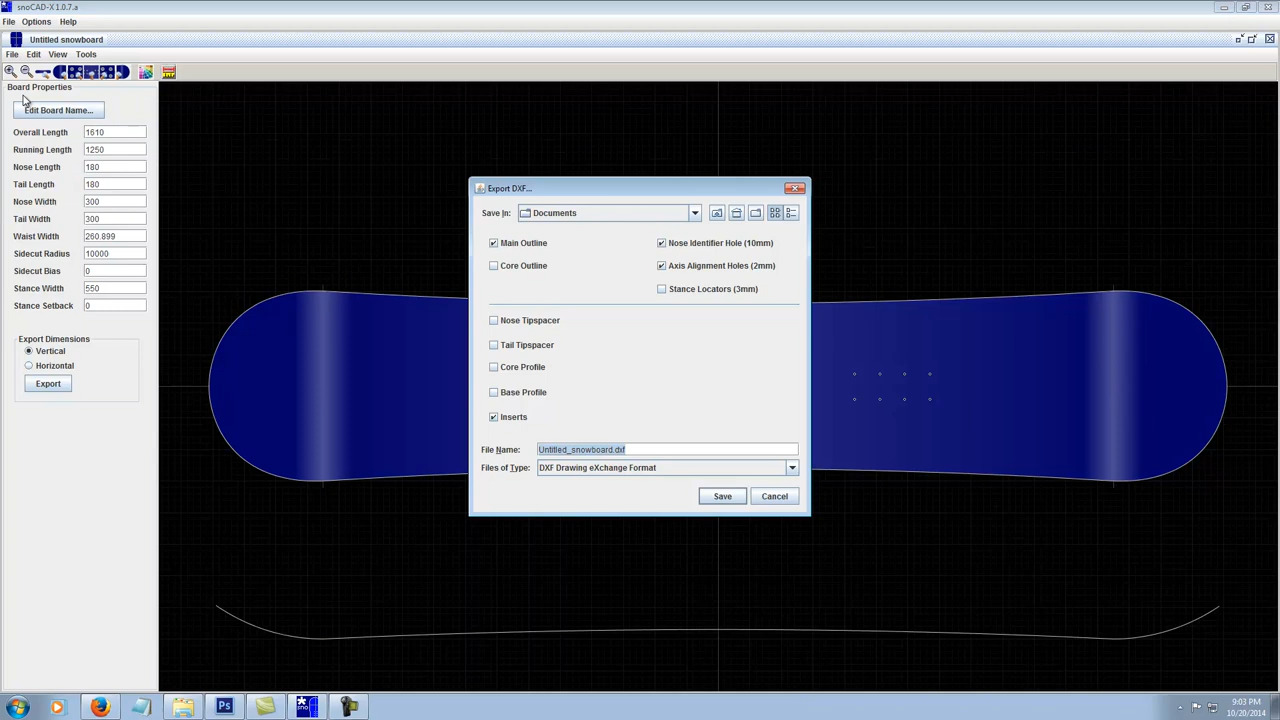 snoCAD-X 1.0.7.a
File Options Help
Untitled snowboard
File Edit View Tools
Board Properties
Edit Board Name...
Overall Length 1610
Running Length 1250
Nose Length 180
Tail Length 180
Nose Width 300
Tail Width 300
Waist Width 260.899
Sidecut Radius 10000
Sidecut Bias 0
Stance Width 550
Stance Setback 0
Export Dimensions
Vertical
Horizontal
Export
Export DXF...
Save In: Documents
Main Outline Nose Identifier Hole (10mm)
Core Outline Axis Alignment Holes (2mm)
Stance Locators (3mm)
Nose Tipspacer
Tail Tipspacer
Core Profile
Base Profile
Inserts
File Name: Untitled_snowboard.dxf
Files of Type: DXF Drawing eXchange Format
Save Cancel
Ps
sno
9:03 PM
10/20/2014